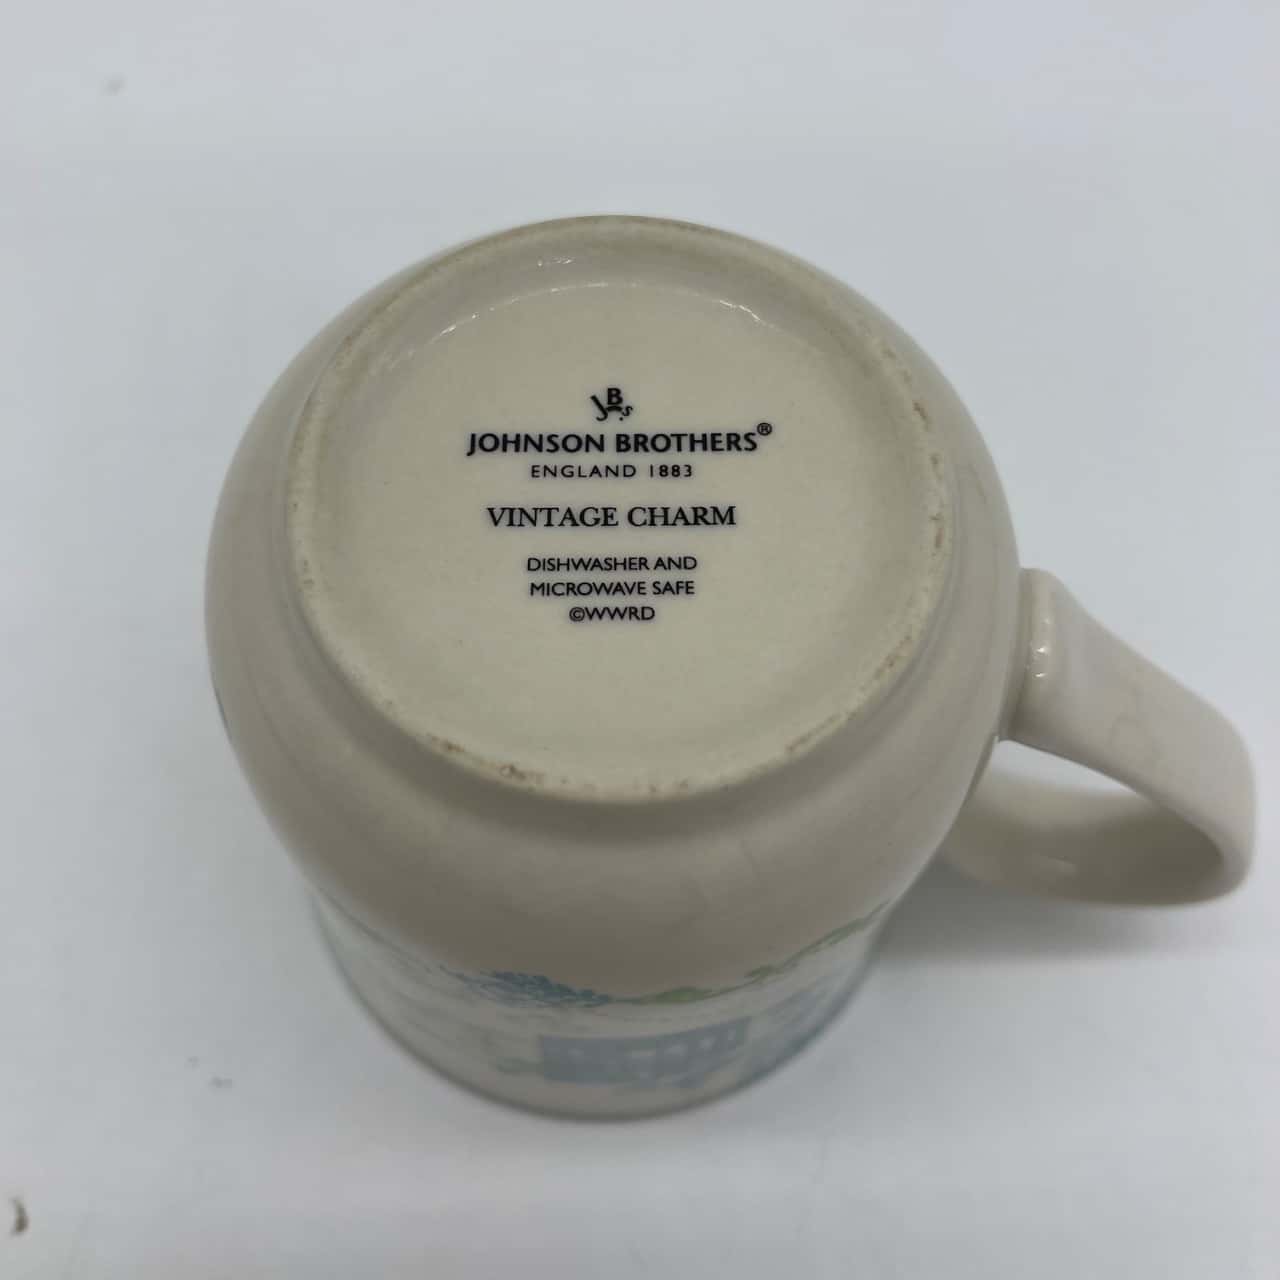 JBs
JOHNSON BROTHERS®
ENGLAND 1883
VINTAGE CHARM
DISHWASHER AND
MICROWAVE SAFE
©WWRD